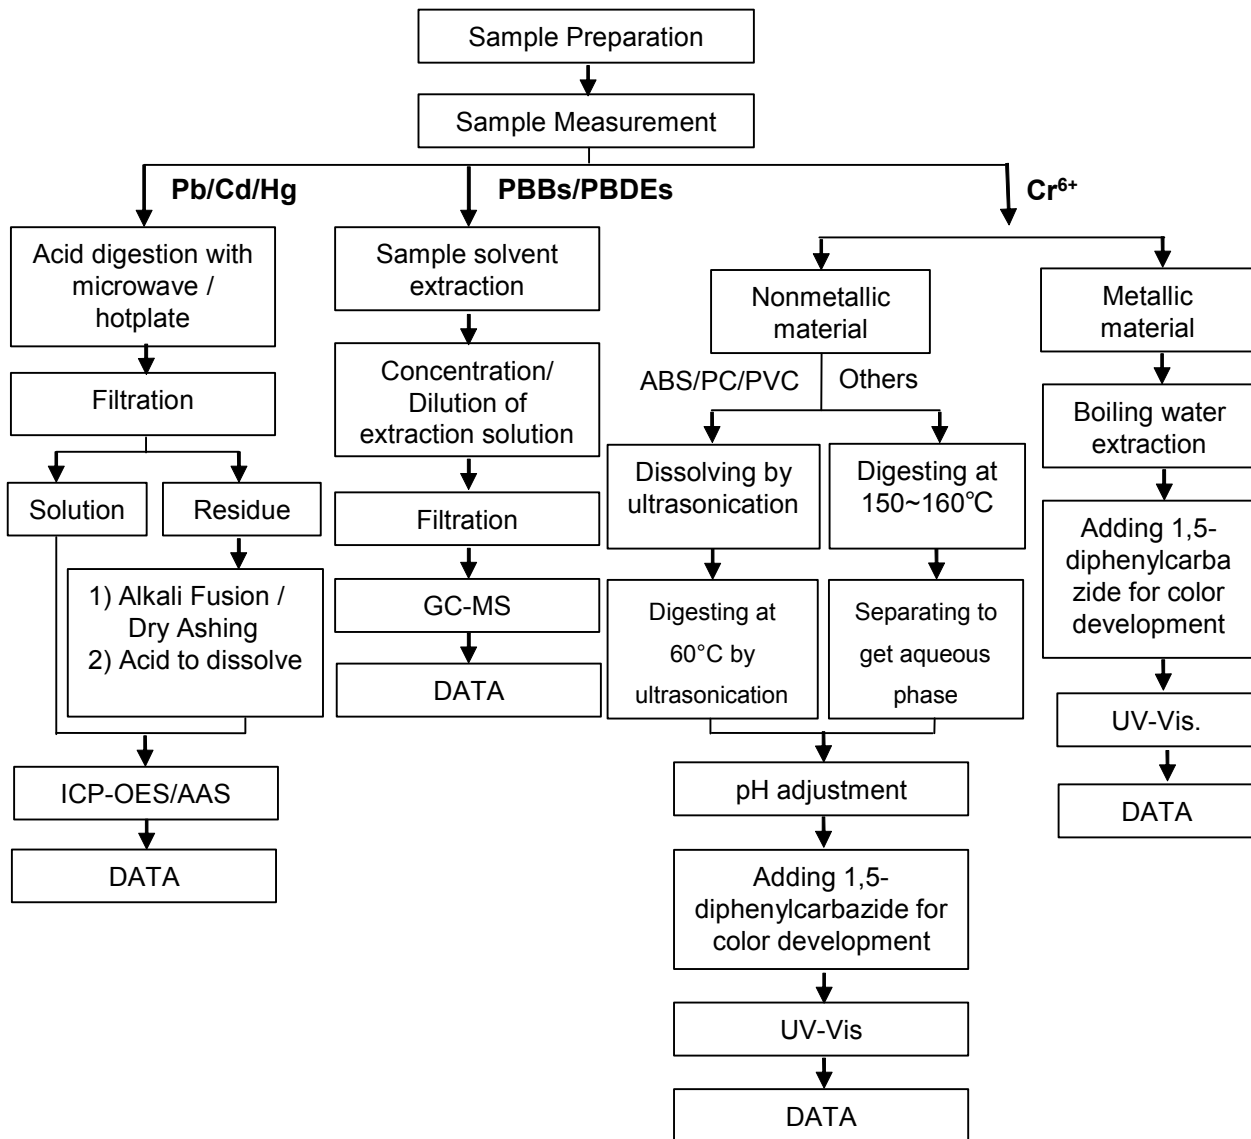 Sample Preparation
Sample Measurement
Pb/Cd/Hg
PBBs/PBDEs
Cr⁶⁺
Acid digestion with
microwave /
hotplate
Filtration
Solution
Residue
1) Alkali Fusion /
Dry Ashing
2) Acid to dissolve
ICP-OES/AAS
DATA
Sample solvent
extraction
Concentration/
Dilution of
extraction solution
Filtration
GC-MS
DATA
Nonmetallic
material
ABS/PC/PVC
Others
Dissolving by
ultrasonication
Digesting at
60°C by
ultrasonication
Digesting at
150~160℃
Separating to
get aqueous
phase
pH adjustment
Adding 1,5-
diphenylcarbazide for
color development
UV-Vis
DATA
Metallic
material
Boiling water
extraction
Adding 1,5-
diphenylcarba
zide for color
development
UV-Vis.
DATA